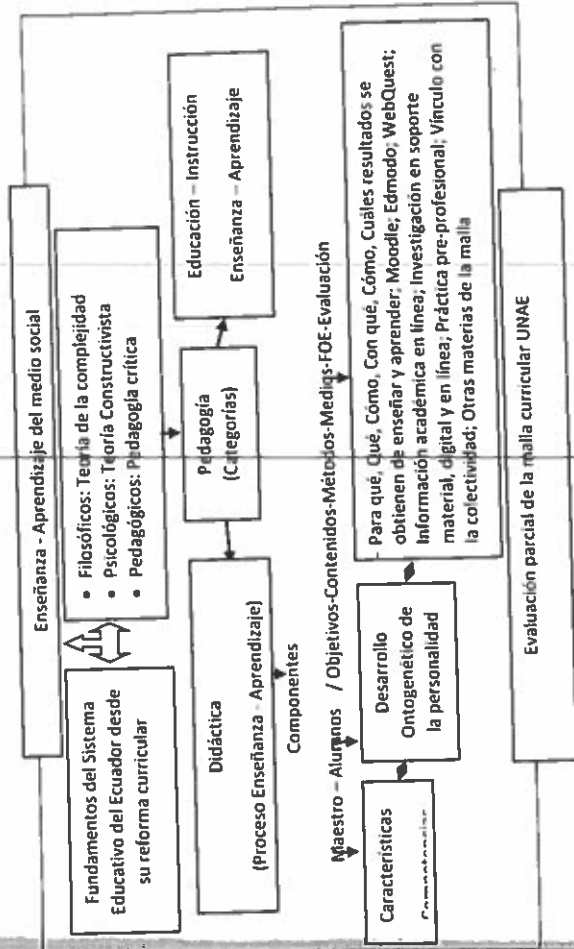 Enseñanza - Aprendizaje del medio social
Fundamentos del Sistema
Educativo del Ecuador desde
su reforma curricular
• Filosóficos: Teoría de la complejidad
• Psicológicos: Teoría Constructivista
• Pedagógicos: Pedagogía crítica
Didáctica
(Proceso Enseñanza - Aprendizaje)
Pedagogía
(Categorías)
Educación – Instrucción
Enseñanza – Aprendizaje
Componentes
Maestro – Alumnos / Objetivos-Contenidos-Métodos-Medios-FOE-Evaluación
Características
Desarrollo
Ontogenético de
la personalidad
Para qué, Qué, Cómo, Con qué, Cómo, Cuáles resultados se
obtienen de enseñar y aprender; Moodle; Edmodo; WebQuest;
Información académica en línea; Investigación en soporte
material, digital y en línea; Práctica pre-profesional; Vínculo con
la colectividad; Otras materias de la malla
Evaluación parcial de la malla curricular UNAE